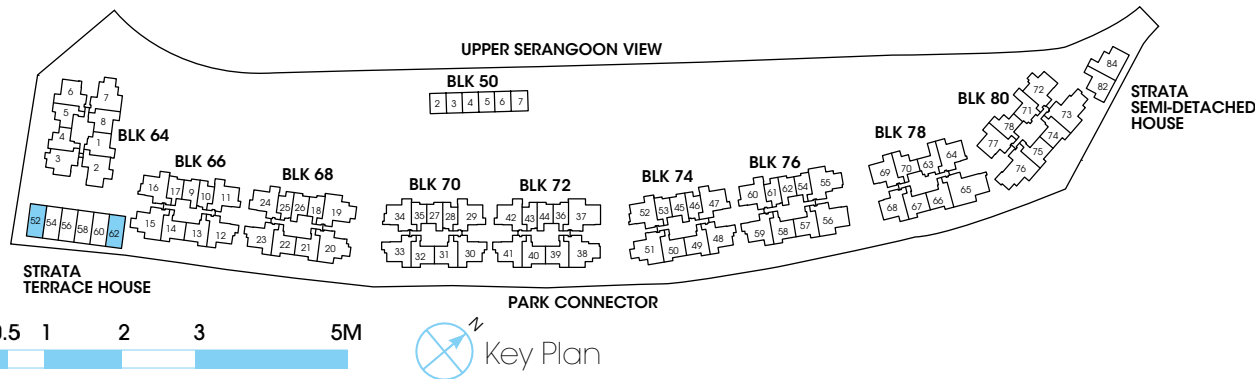 UPPER SERANGOON VIEW
BLK 50
2 3 4 5 6 7
BLK 64
6 7
5 8
4 1
3 2
BLK 66
16 17 9 10 11
15 14 13 12
BLK 68
24 25 26 18 19
23 22 21 20
BLK 70
34 35 27 28 29
33 32 31 30
BLK 72
42 43 44 36 37
41 40 39 38
BLK 74
52 53 45 46 47
51 50 49 48
BLK 76
60 61 62 54 55
59 58 57 56
BLK 78
69 70 63 64
68 67 66 65
BLK 80
72
71 73
78 74
77 75
76
84
82
STRATA
SEMI-DETACHED
HOUSE
52 54 56 58 60 62
STRATA
TERRACE HOUSE
PARK CONNECTOR
0.5 1 2 3 5M
N
Key Plan